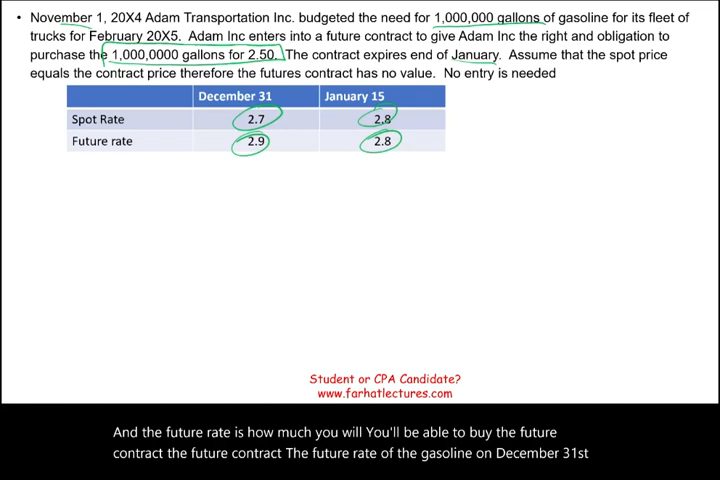 • November 1, 20X4 Adam Transportation Inc. budgeted the need for 1,000,000 gallons of gasoline for its fleet of
trucks for February 20X5. Adam Inc enters into a future contract to give Adam Inc the right and obligation to
purchase the 1,000,0000 gallons for 2.50. The contract expires end of January. Assume that the spot price
equals the contract price therefore the futures contract has no value. No entry is needed
December 31 January 15
Spot Rate 2.7 2.8
Future rate 2.9 2.8
Student or CPA Candidate?
www.farhatlectures.com
And the future rate is how much you will You'll be able to buy the future
contract the future contract The future rate of the gasoline on December 31st